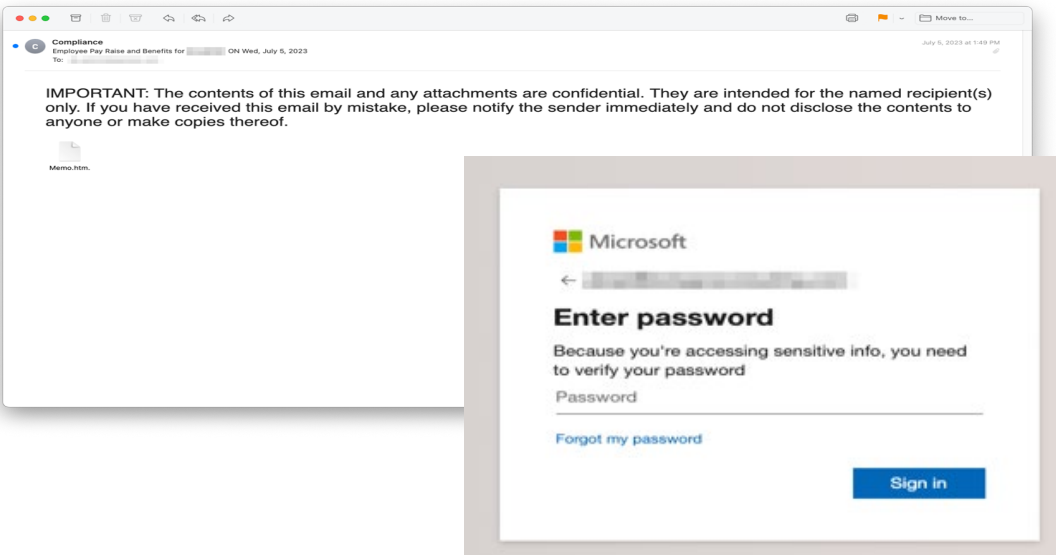 Move to...
Compliance
July 5, 2023 at 1:49 PM
Employee Pay Raise and Benefits for ON Wed, July 5, 2023
To:
IMPORTANT: The contents of this email and any attachments are confidential. They are intended for the named recipient(s)
only. If you have received this email by mistake, please notify the sender immediately and do not disclose the contents to
anyone or make copies thereof.
Memo.htm.
Microsoft
Enter password
Because you're accessing sensitive info, you need
to verify your password
Password
Forgot my password
Sign in